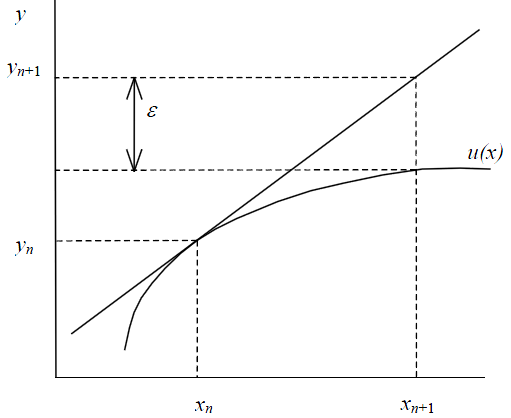 y
yₙ₊₁
ε
u(x)
yₙ
xₙ
xₙ₊₁